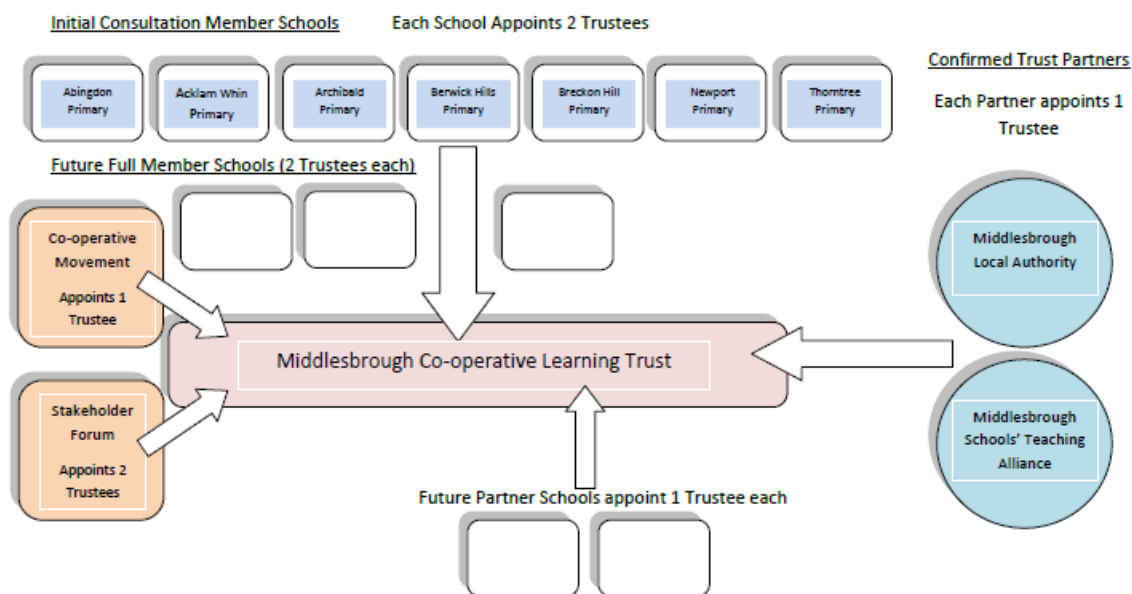 Initial Consultation Member Schools
Each School Appoints 2 Trustees
Abingdon
Primary
Acklam Whin
Primary
Archibald
Primary
Berwick Hills
Primary
Breckon Hill
Primary
Newport
Primary
Thorntree
Primary
Confirmed Trust Partners
Each Partner appoints 1
Trustee
Future Full Member Schools (2 Trustees each)
Co-operative
Movement
Appoints 1
Trustee
Middlesbrough
Local Authority
Middlesbrough Co-operative Learning Trust
Stakeholder
Forum
Appoints 2
Trustees
Middlesbrough
Schools' Teaching
Alliance
Future Partner Schools appoint 1 Trustee each